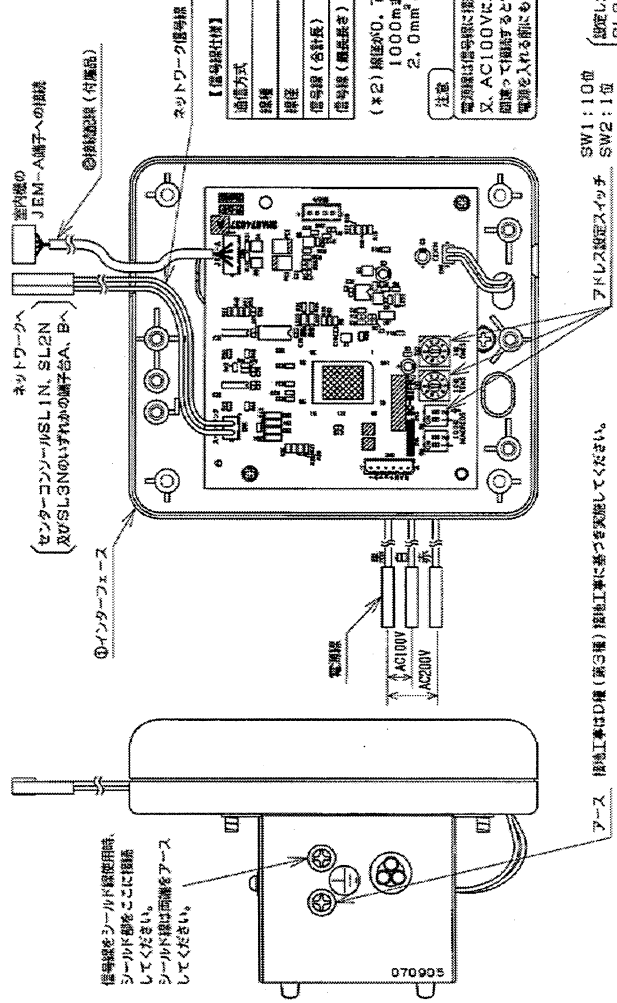 ネットワークへ
センターコンソールSL1N、SL2N
及びSL3Nのいずれかの端子台A、Bへ
室内機の
JEM-A端子への接続
②接続配線（付属品）
ネットワーク信号線
①インターフェース
【信号線仕様】
通信方式
線種
線径
信号線（合計長）
信号線（最長長さ）
(*2) 線径が0.
1000m
2.0mm²
注意
電源線は信号線に接
又、AC100Vに、
間違って接続すると
電源を入れる前にも
電源線
黒
白
赤
AC100V
AC200V
SW1：10位
SW2：1位
設定し
アドレス設定スイッチ
信号線をシールド線使用時、
シールド部をここに接続
してください。
シールド線は両端をアース
してください。
070905
アース 接地工事はD種（第3種）接地工事に基づき実施してください。